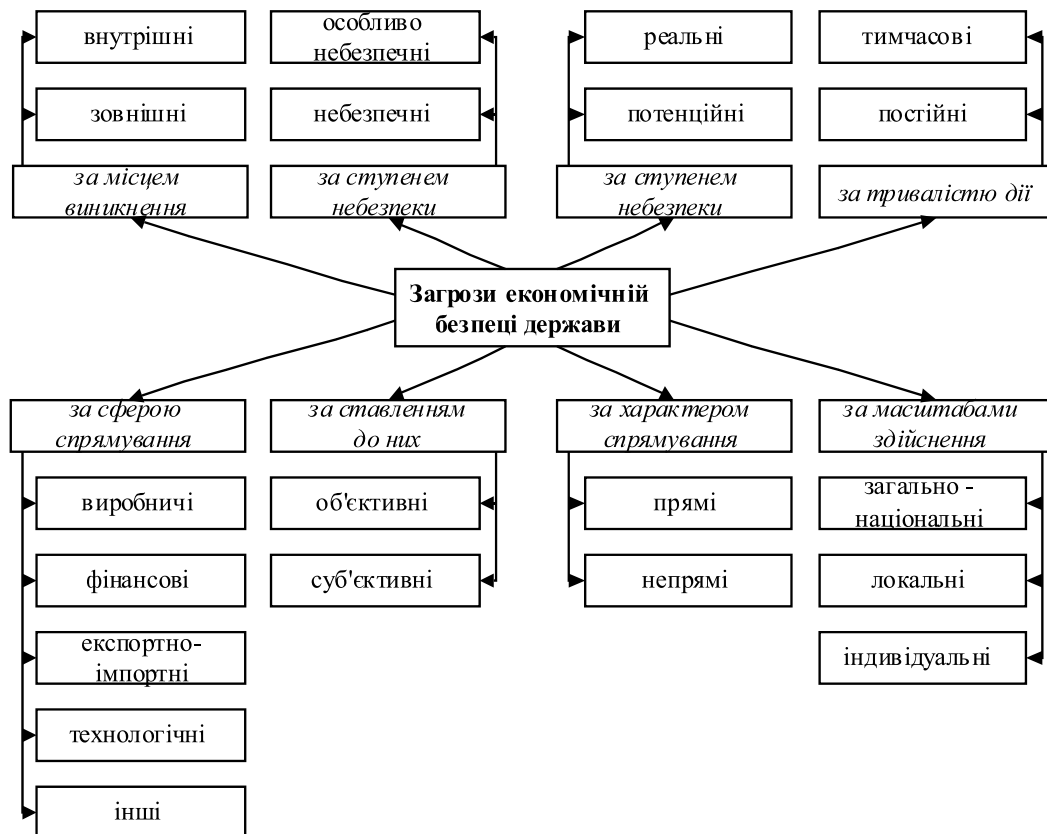 внутрішні
зовнішні
за місцем
виникнення
особливо
небезпечні
небезпечні
за ступенем
небезпеки
реальні
потенційні
за ступенем
небезпеки
тимчасові
постійні
за тривалістю дії
Загрози економічній
безпеці держави
за сферою
спрямування
виробничі
фінансові
експортно-
імпортні
технологічні
інші
за ставленням
до них
об'єктивні
суб'єктивні
за характером
спрямування
прямі
непрямі
за масштабами
здійснення
загально -
національні
локальні
індивідуальні